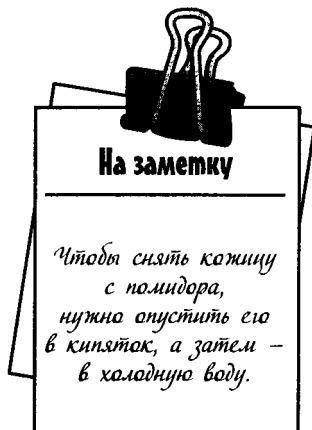 На заметку
Чтобы снять кожицу
с помидора,
нужно опустить его
в кипяток, а затем –
в холодную воду.